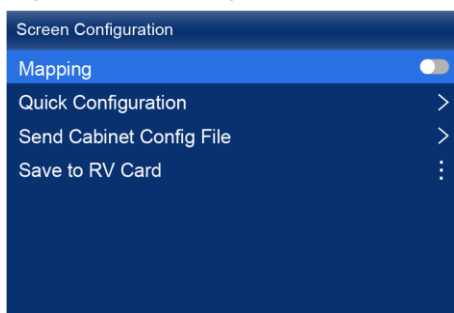 Screen Configuration
Mapping
Quick Configuration
Send Cabinet Config File
Save to RV Card